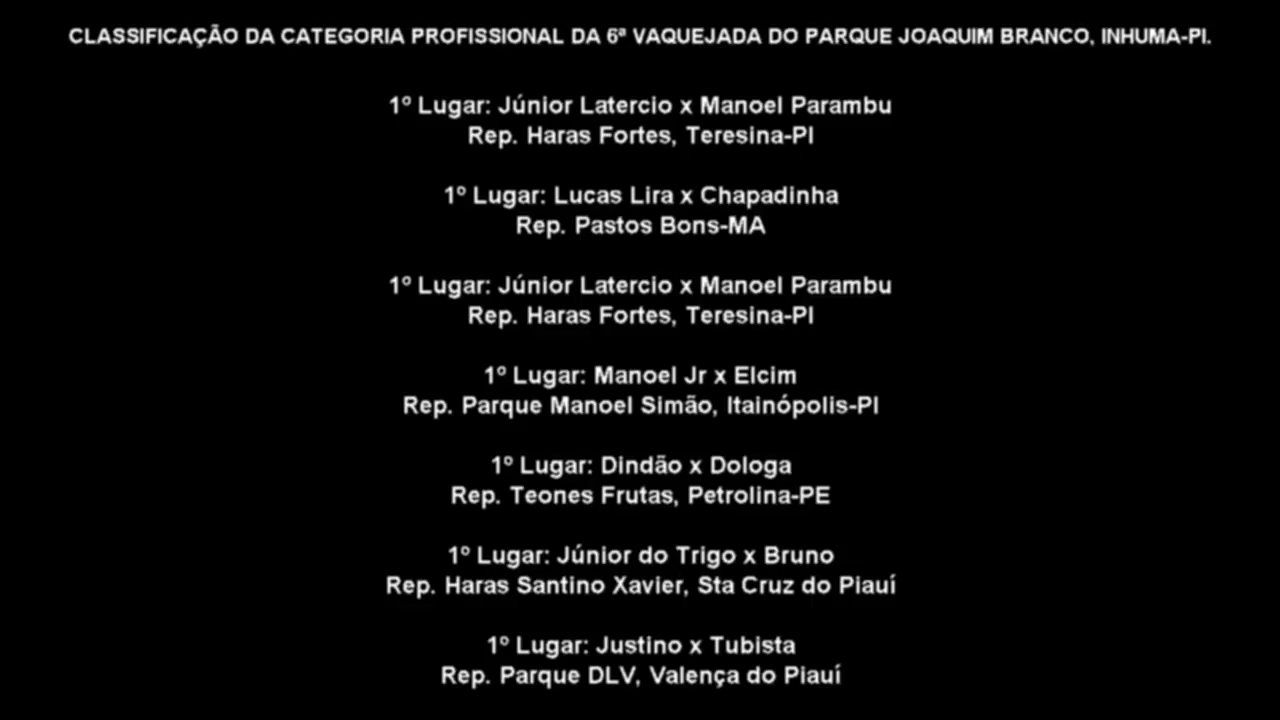 CLASSIFICAÇÃO DA CATEGORIA PROFISSIONAL DA 6ª VAQUEJADA DO PARQUE JOAQUIM BRANCO, INHUMA-PI.
1º Lugar: Júnior Latercio x Manoel Parambu
Rep. Haras Fortes, Teresina-PI
1º Lugar: Lucas Lira x Chapadinha
Rep. Pastos Bons-MA
1º Lugar: Júnior Latercio x Manoel Parambu
Rep. Haras Fortes, Teresina-PI
1º Lugar: Manoel Jr x Elcim
Rep. Parque Manoel Simão, Itainópolis-PI
1º Lugar: Dindão x Dologa
Rep. Teones Frutas, Petrolina-PE
1º Lugar: Júnior do Trigo x Bruno
Rep. Haras Santino Xavier, Sta Cruz do Piauí
1º Lugar: Justino x Tubista
Rep. Parque DLV, Valença do Piauí